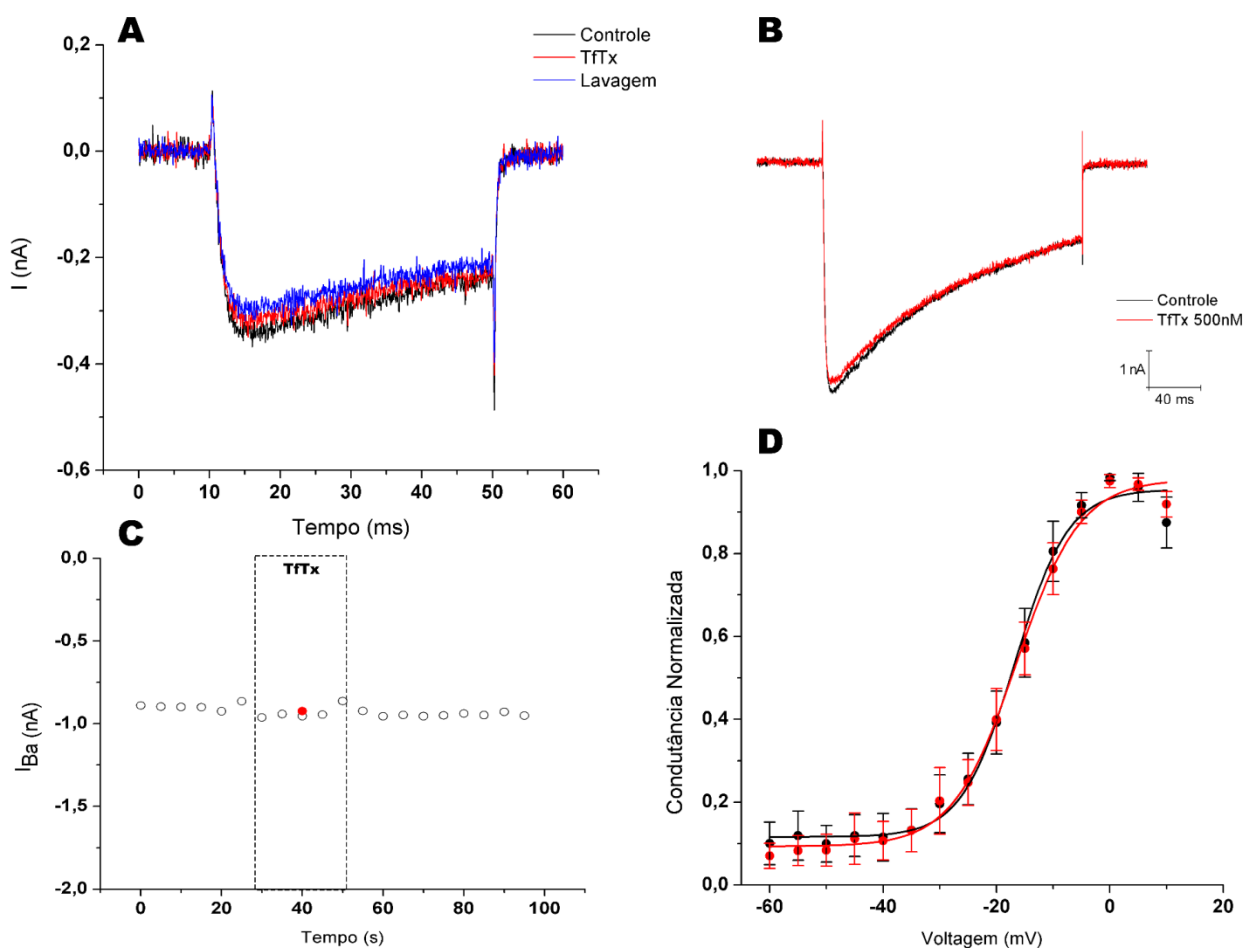 A
0,2
0,0
-0,2
-0,4
-0,6
I (nA)
0
10
20
30
40
50
60
Tempo (ms)
Controle
TfTx
Lavagem
B
Controle
TfTx 500nM
1 nA
40 ms
C
0,0
-0,5
-1,0
-1,5
-2,0
IBa (nA)
TfTx
0
20
40
60
80
100
Tempo (s)
D
1,0
0,8
0,6
0,4
0,2
0,0
Condutância Normalizada
-60
-40
-20
0
20
Voltagem (mV)